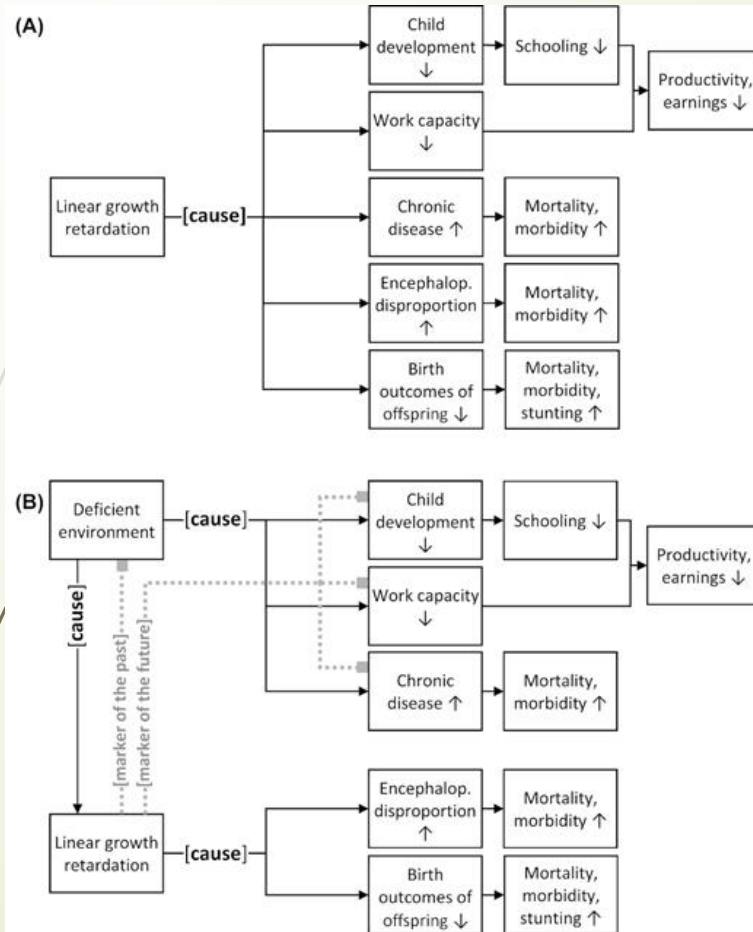 (A)
Child
development
↓
Schooling ↓
Productivity,
earnings ↓
Work capacity
↓
Linear growth
retardation
[cause]
Chronic
disease ↑
Mortality,
morbidity ↑
Encephalop.
disproportion
↑
Mortality,
morbidity ↑
Birth
outcomes of
offspring ↓
Mortality,
morbidity,
stunting ↑
(B)
Deficient
environment
[cause]
Child
development
↓
Schooling ↓
Productivity,
earnings ↓
Work capacity
↓
[cause]
[marker of the past]
[marker of the future]
Chronic
disease ↑
Mortality,
morbidity ↑
Linear growth
retardation
[cause]
Encephalop.
disproportion
↑
Mortality,
morbidity ↑
Birth
outcomes of
offspring ↓
Mortality,
morbidity,
stunting ↑